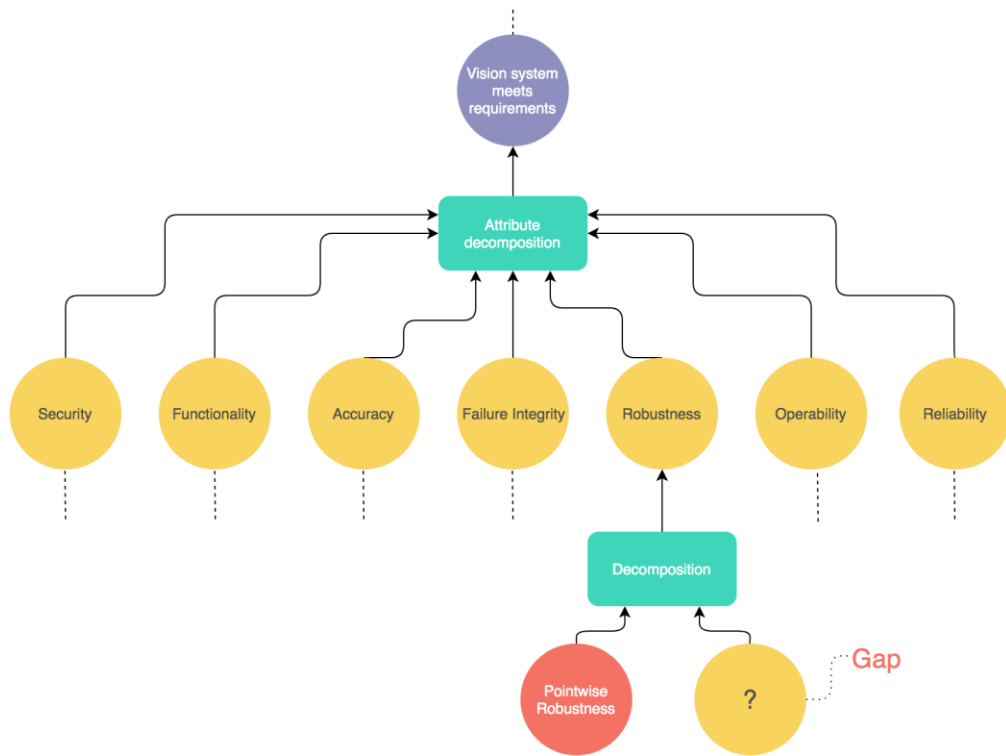 Vision system
meets
requirements
Attribute
decomposition
Security
Functionality
Accuracy
Failure Integrity
Robustness
Operability
Reliability
Decomposition
Gap
Pointwise
Robustness
?